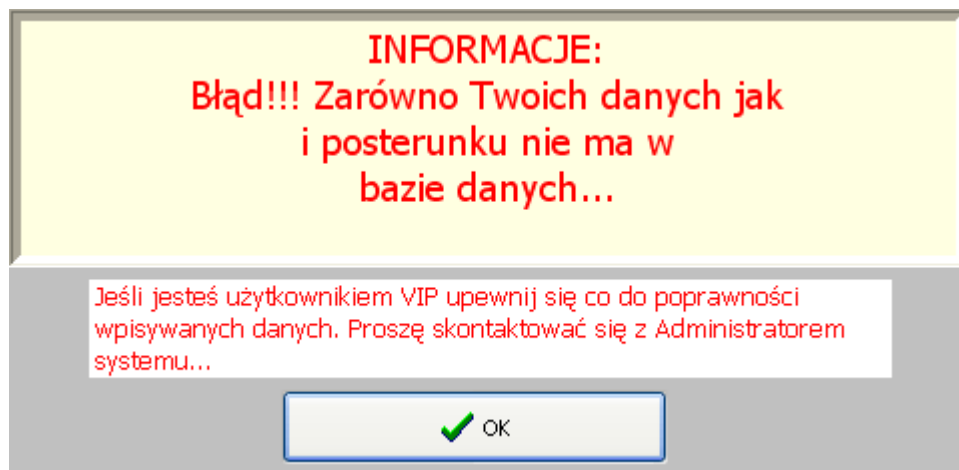 INFORMACJE:
Błąd!!! Zarówno Twoich danych jak
i posterunku nie ma w
bazie danych...
Jeśli jesteś użytkownikiem VIP upewnij się co do poprawności
wpisywanych danych. Proszę skontaktować się z Administratorem
systemu...
OK